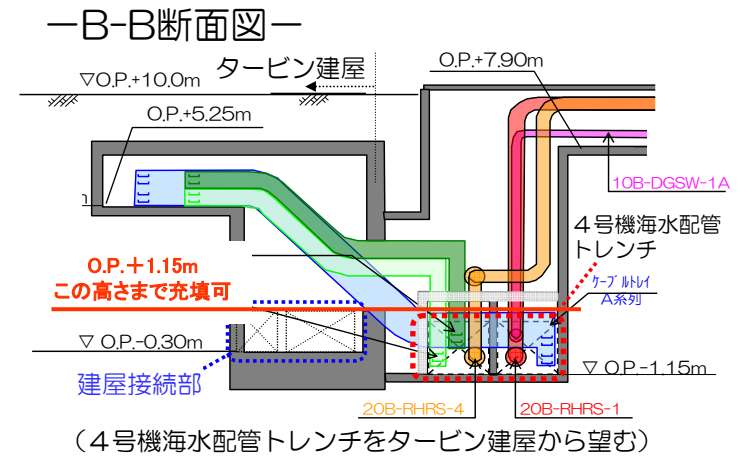 －B-B断面図－
O.P.+7.90m
タービン建屋
▽O.P.+10.0m
O.P.+5.25m
10B-DGSW-1A
4号機海水配管
トレンチ
O.P.＋1.15m
この高さまで充填可
ケーブルトレイ
A系列
▽ O.P.-0.30m
▽ O.P.-1.15m
建屋接続部
20B-RHRS-4
20B-RHRS-1
（４号機海水配管トレンチをタービン建屋から望む）